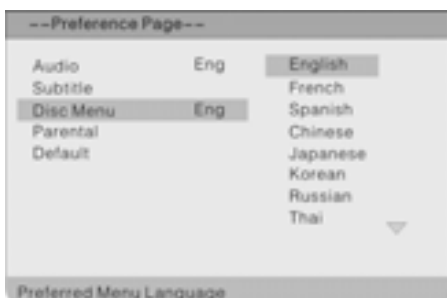 --Preference Page--
Audio Eng English
Subtitle French
Disc Menu Eng Spanish
Parental Chinese
Default Japanese
Korean
Russian
Thai
Preferred Menu Language